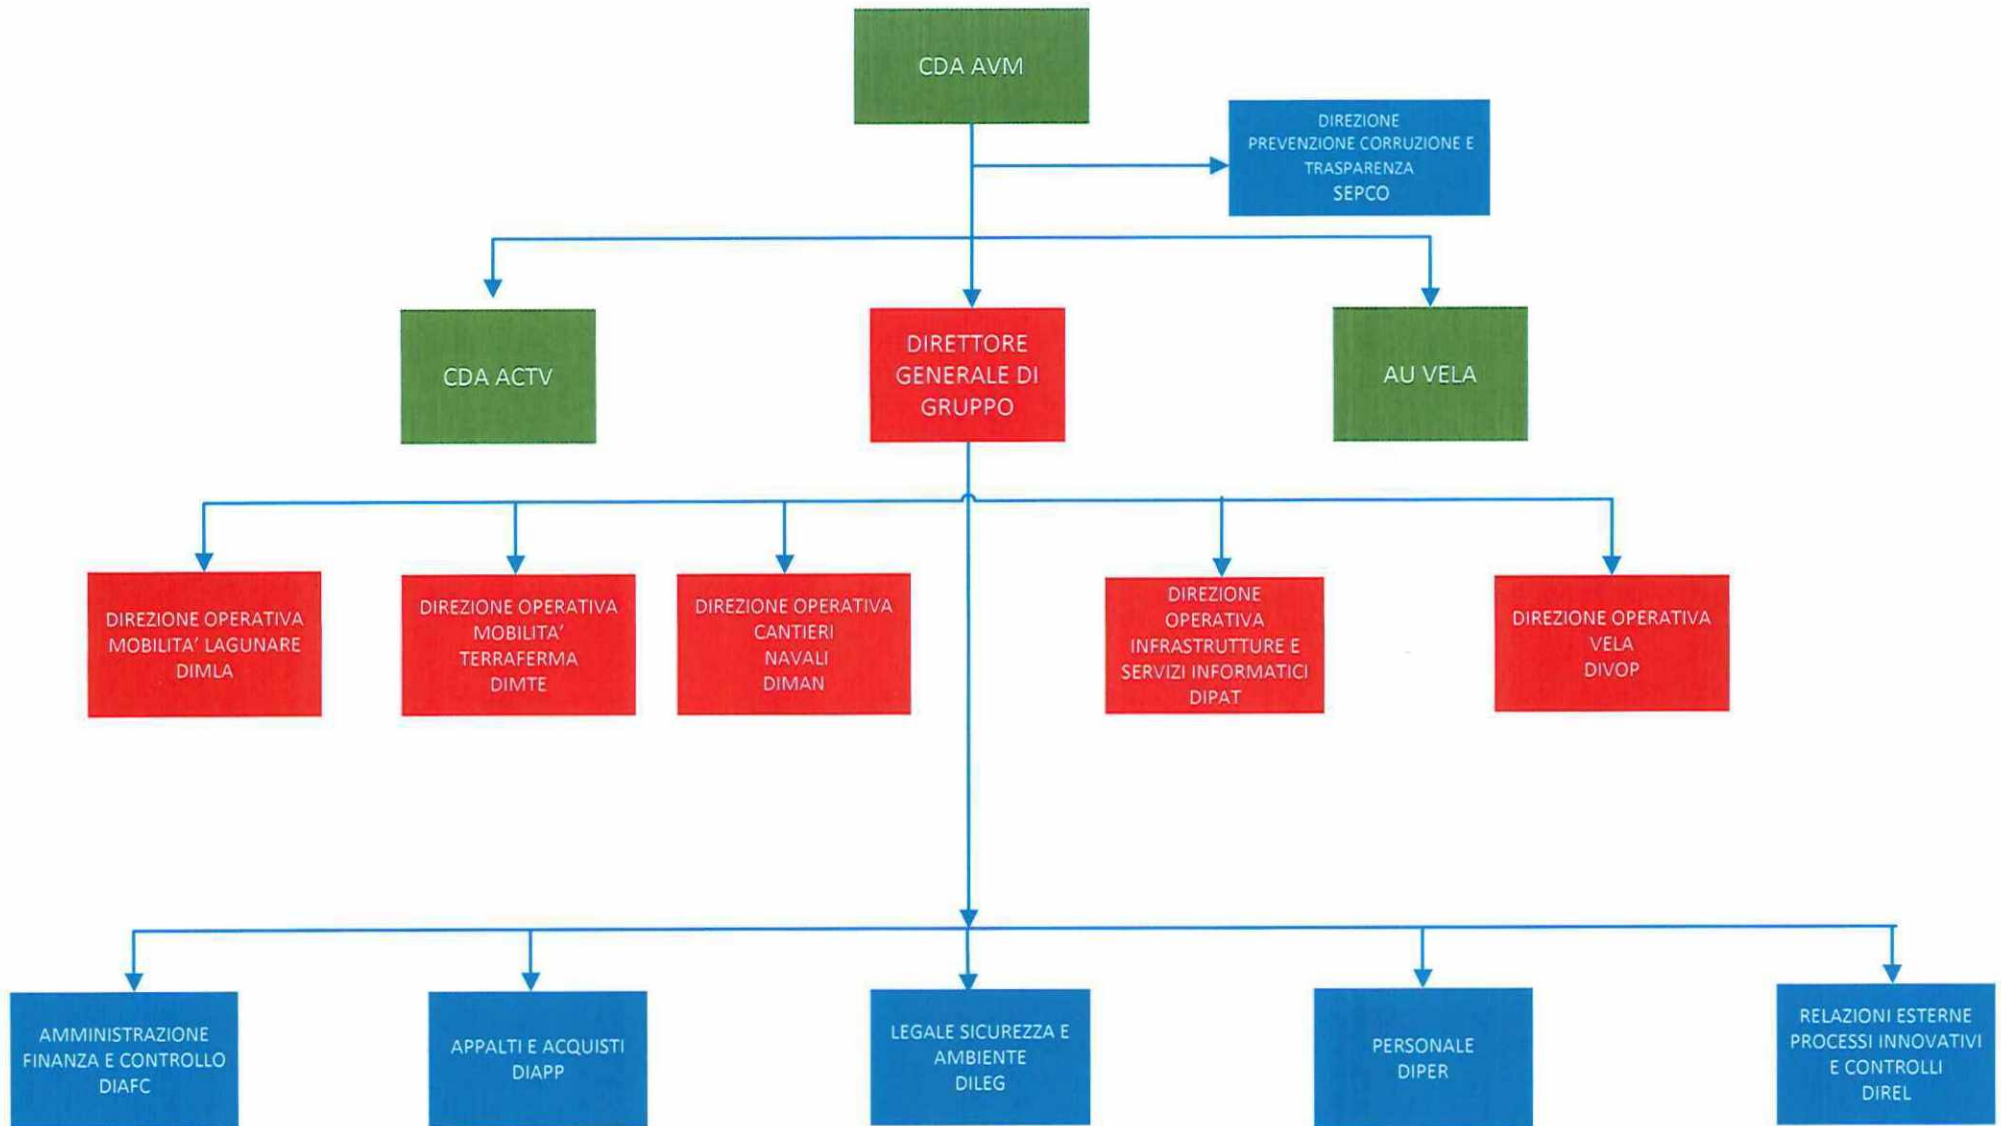 CDA AVM
DIREZIONE
PREVENZIONE CORRUZIONE E
TRASPARENZA
SEPCO
CDA ACTV
DIRETTORE
GENERALE DI
GRUPPO
AU VELA
DIREZIONE OPERATIVA
MOBILITA' LAGUNARE
DIMLA
DIREZIONE OPERATIVA
MOBILITA'
TERRAFERMA
DIMTE
DIREZIONE OPERATIVA
CANTIERI
NAVALI
DIMAN
DIREZIONE
OPERATIVA
INFRASTRUTTURE E
SERVIZI INFORMATICI
DIPAT
DIREZIONE OPERATIVA
VELA
DIVOP
AMMINISTRAZIONE
FINANZA E CONTROLLO
DIAFC
APPALTI E ACQUISTI
DIAPP
LEGALE SICUREZZA E
AMBIENTE
DILEG
PERSONALE
DIPER
RELAZIONI ESTERNE
PROCESSI INNOVATIVI
E CONTROLLI
DIREL